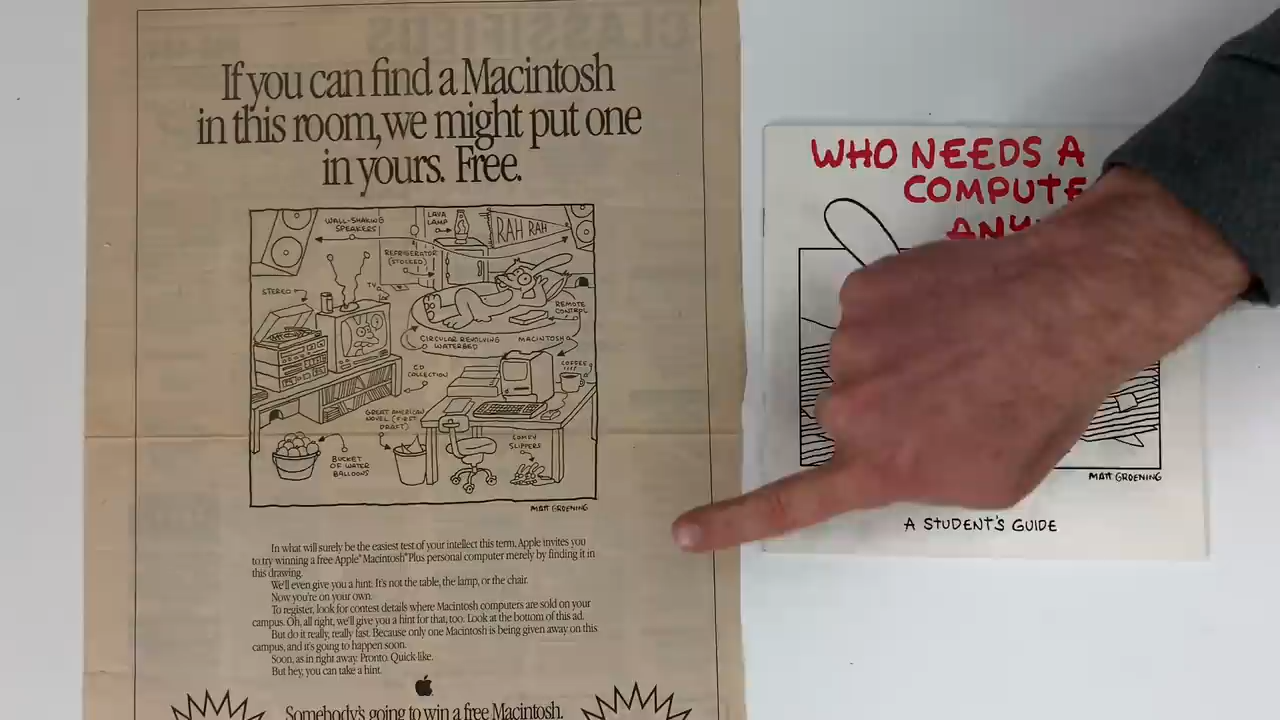 CLASSIFIEDS
If you can find a Macintosh
in this room, we might put one
in yours. Free.
WALL-SHAKING
SPEAKERS
LAVA
LAMP
RAH RAH
REFRIGERATOR
(STOCKED)
TV
STEREO
REMOTE
CONTROL
CIRCULAR REVOLVING
WATERBED
MACINTOSH
COFFEE
CD
COLLECTION
GREAT AMERICAN
NOVEL (FIRST
DRAFT)
COMFY
SLIPPERS
BUCKET
OF WATER
BALLOONS
MATT GROENING
In what will surely be the easiest test of your intellect this term, Apple invites you
to try winning a free Apple® Macintosh® Plus personal computer merely by finding it in
this drawing.
We'll even give you a hint: It's not the table, the lamp, or the chair.
Now you're on your own.
To register, look for contest details where Macintosh computers are sold on your
campus. Oh, all right, we'll give you a hint for that, too: Look at the bottom of this ad.
But do it really, really fast. Because only one Macintosh is being given away on this
campus, and it's going to happen soon.
Soon, as in right away. Pronto. Quick-like.
But hey, you can take a hint.
Somebody's going to win a free Macintosh.
WHO NEEDS A
COMPUTE
ANY
MATT GROENING
A STUDENT'S GUIDE